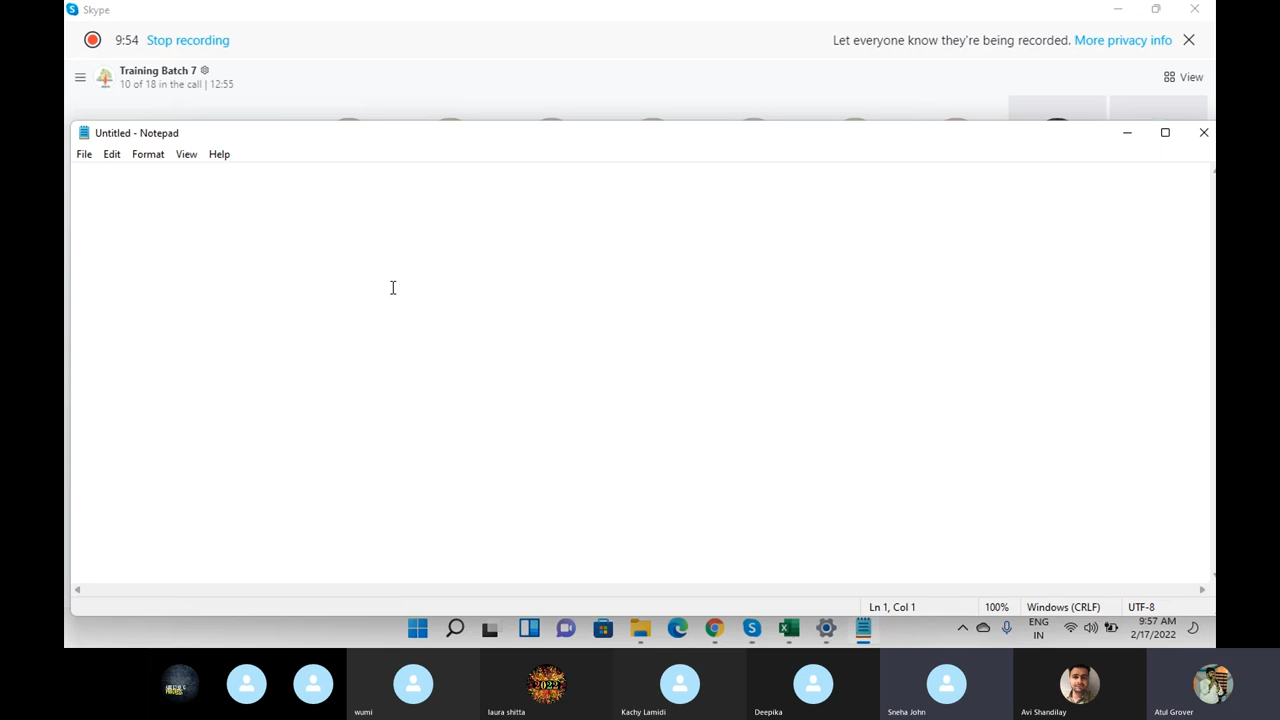 Skype
9:54 Stop recording
Let everyone know they're being recorded. More privacy info
Training Batch 7
10 of 18 in the call | 12:55
View
Untitled - Notepad
File Edit Format View Help
Ln 1, Col 1
100%
Windows (CRLF)
UTF-8
ENG
IN
9:57 AM
2/17/2022
2022
wumi
laura shitta
Kachy Lamidi
Deepika
Sneha John
Avi Shandilay
Atul Grover